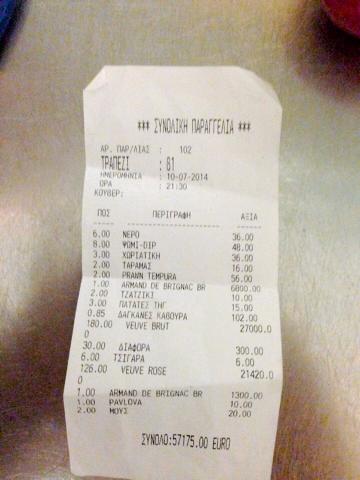 *** ΣΥΝΟΛΙΚΗ ΠΑΡΑΓΓΕΛΙΑ ***
ΑΡ. ΠΑΡ/ΛΙΑΣ : 102
ΤΡΑΠΕΖΙ : 61
ΗΜΕΡΟΜΗΝΙΑ : 10-07-2014
ΩΡΑ : 21:30
ΚΟΥΒΕΡ:
ΠΟΣ ΠΕΡΙΓΡΑΦΗ ΑΞΙΑ
6.00 ΝΕΡΟ 36.00
8.00 ΨΩΜΙ-DIP 48.00
3.00 ΧΩΡΙΑΤΙΚΗ 36.00
2.00 ΤΑΡΑΜΑΣ 16.00
2.00 PRAWN TEMPURA 56.00
1.00 ARMAND DE BRIGNAC BR 6800.00
2.00 ΤΖΑΤΖΙΚΙ 10.00
3.00 ΠΑΤΑΤΕΣ ΤΗΓ 15.00
0.85 ΔΑΓΚΑΝΕΣ ΚΑΒΟΥΡΑ 102.00
180.00 VEUVE BRUT 27000.0
0
30.00 ΔΙΑΦΟΡΑ 300.00
6.00 ΤΣΙΓΑΡΑ 6.00
126.00 VEUVE ROSE 21420.0
0
1.00 ARMAND DE BRIGNAC BR 1300.00
1.00 PAVLOVA 10.00
2.00 ΜΟΥΣ 20.00
ΣΥΝΟΛΟ:57175.00 EURO